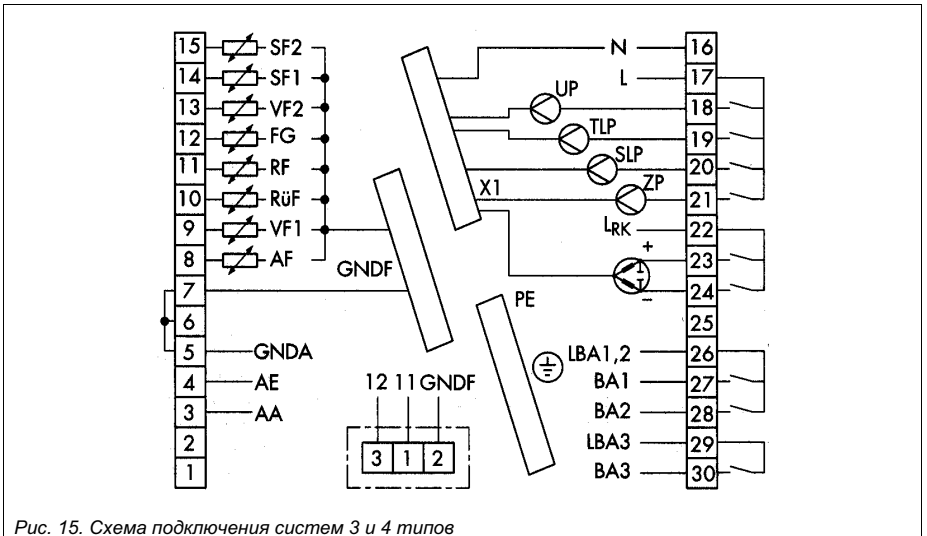 15 SF2 N 16
14 SF1 L 17
13 VF2 UP 18
12 FG TLP 19
11 RF SLP 20
10 RüF X1 ZP 21
9 VF1 LRK 22
8 AF GNDF + 23
7 – 24
6 PE 25
5 GNDA LBA1,2 26
4 AE 12 11 GNDF BA1 27
3 AA BA2 28
2 3 1 2 LBA3 29
1 BA3 30
Рис. 15. Схема подключения систем 3 и 4 типов